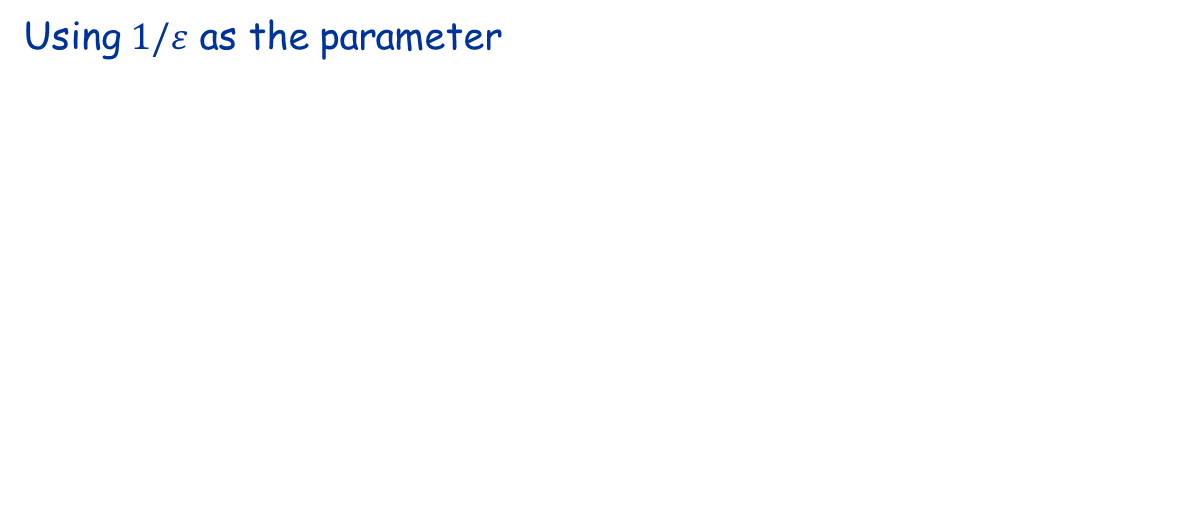 Using 1/ε as the parameter